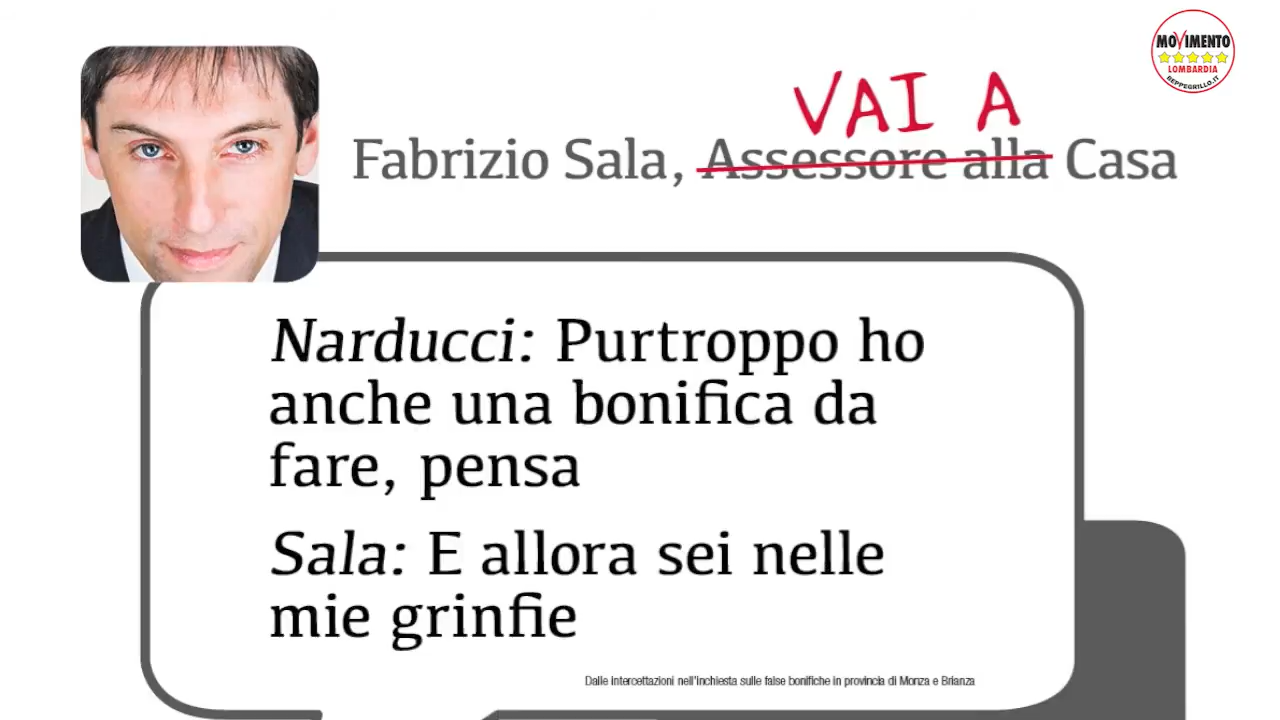 MOVIMENTO
LOMBARDIA
BEPPEGRILLO.IT
VAI A
Fabrizio Sala, Assessore alla Casa
Narducci: Purtroppo ho
anche una bonifica da
fare, pensa
Sala: E allora sei nelle
mie grinfie
Dalle intercettazioni nell'inchiesta sulle false bonifiche in provincia di Monza e Brianza